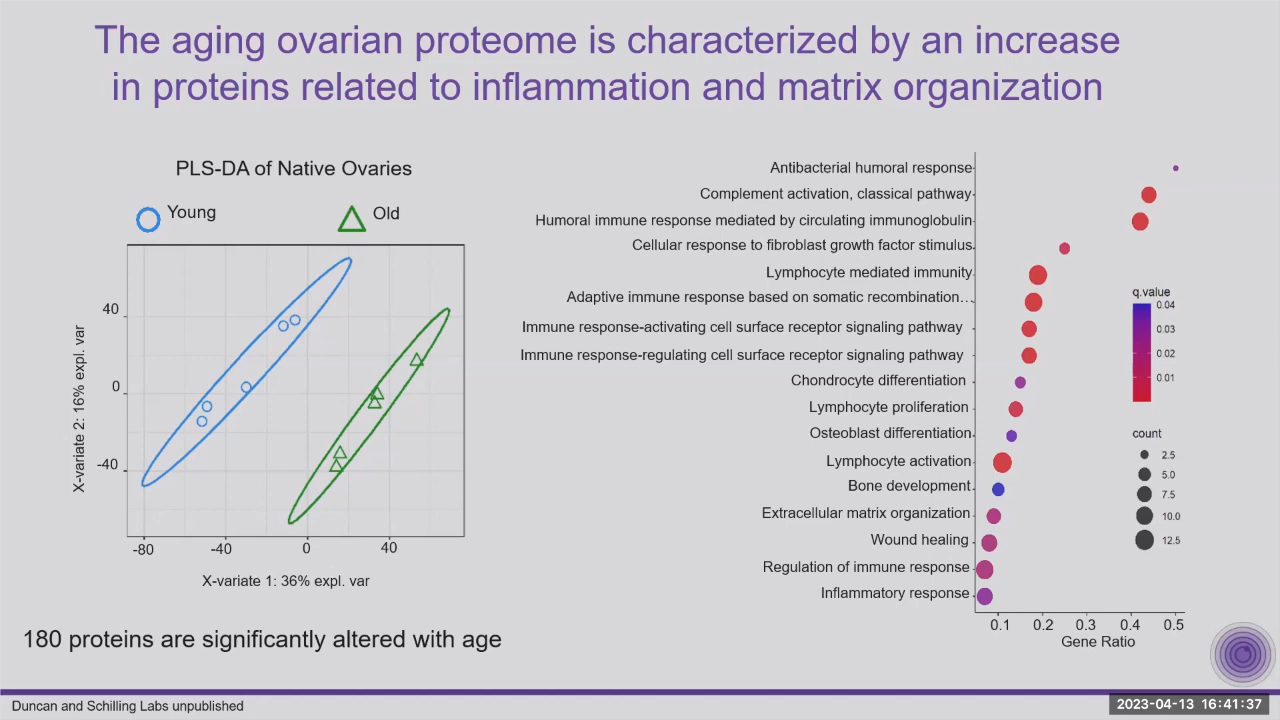 The aging ovarian proteome is characterized by an increase
in proteins related to inflammation and matrix organization
PLS-DA of Native Ovaries
Young
Old
X-variate 2: 16% expl. var
40
0
-40
-80
-40
0
40
X-variate 1: 36% expl. var
180 proteins are significantly altered with age
Antibacterial humoral response
Complement activation, classical pathway
Humoral immune response mediated by circulating immunoglobulin
Cellular response to fibroblast growth factor stimulus
Lymphocyte mediated immunity
Adaptive immune response based on somatic recombination…
Immune response-activating cell surface receptor signaling pathway
Immune response-regulating cell surface receptor signaling pathway
Chondrocyte differentiation
Lymphocyte proliferation
Osteoblast differentiation
Lymphocyte activation
Bone development
Extracellular matrix organization
Wound healing
Regulation of immune response
Inflammatory response
0.1
0.2
0.3
0.4
0.5
Gene Ratio
q.value
0.04
0.03
0.02
0.01
count
2.5
5.0
7.5
10.0
12.5
Duncan and Schilling Labs unpublished
2023-04-13 16:41:37